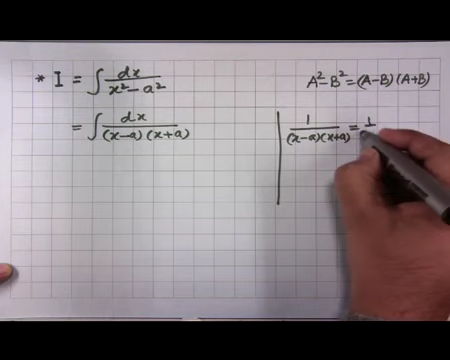 * I = ∫ dx / x² - a²
A² - B² = (A-B) (A+B)
= ∫ dx / (x-a) (x+a)
1 / (x-a) (x+a) = 1